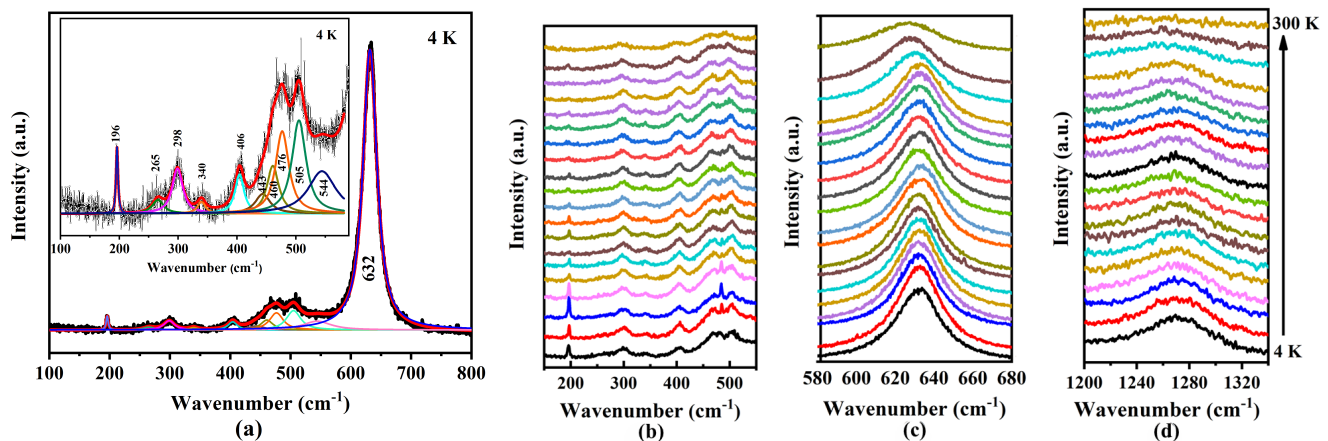 4 K
4 K
196
265
298
340
406
443
460
476
505
544
632
Intensity (a.u.)
100 200 300 400 500
Wavenumber (cm-1)
Intensity (a.u.)
100 200 300 400 500 600 700 800
Wavenumber (cm-1)
(a)
Intensity (a.u.)
200 300 400 500
Wavenumber (cm-1)
(b)
Intensity (a.u.)
580 600 620 640 660 680
Wavenumber (cm-1)
(c)
300 K
4 K
Intensity (a.u.)
1200 1240 1280 1320
Wavenumber (cm-1)
(d)